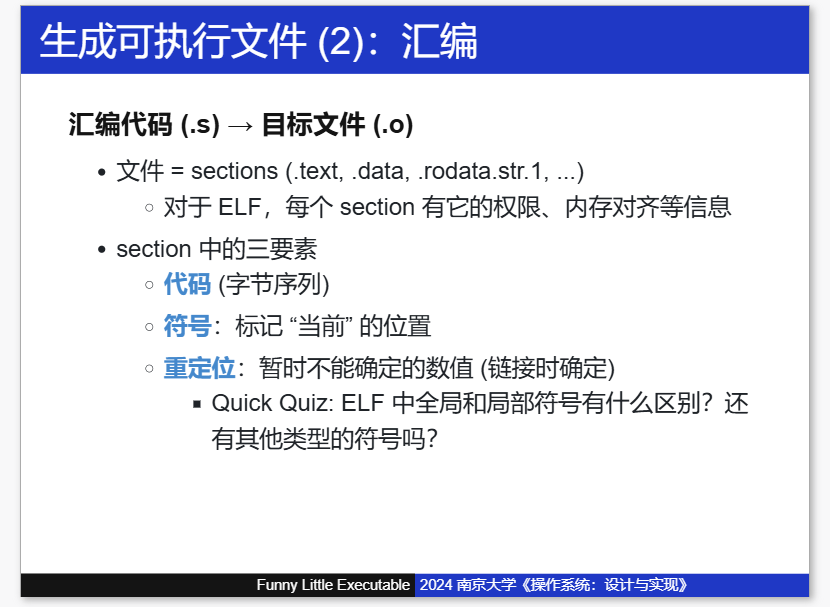 生成可执行文件 (2)：汇编
汇编代码 (.s) → 目标文件 (.o)
• 文件 = sections (.text, .data, .rodata.str.1, ...)
○ 对于 ELF，每个 section 有它的权限、内存对齐等信息
• section 中的三要素
○ 代码 (字节序列)
○ 符号：标记 “当前” 的位置
○ 重定位：暂时不能确定的数值 (链接时确定)
▪ Quick Quiz: ELF 中全局和局部符号有什么区别？还
有其他类型的符号吗？
Funny Little Executable 2024 南京大学《操作系统：设计与实现》